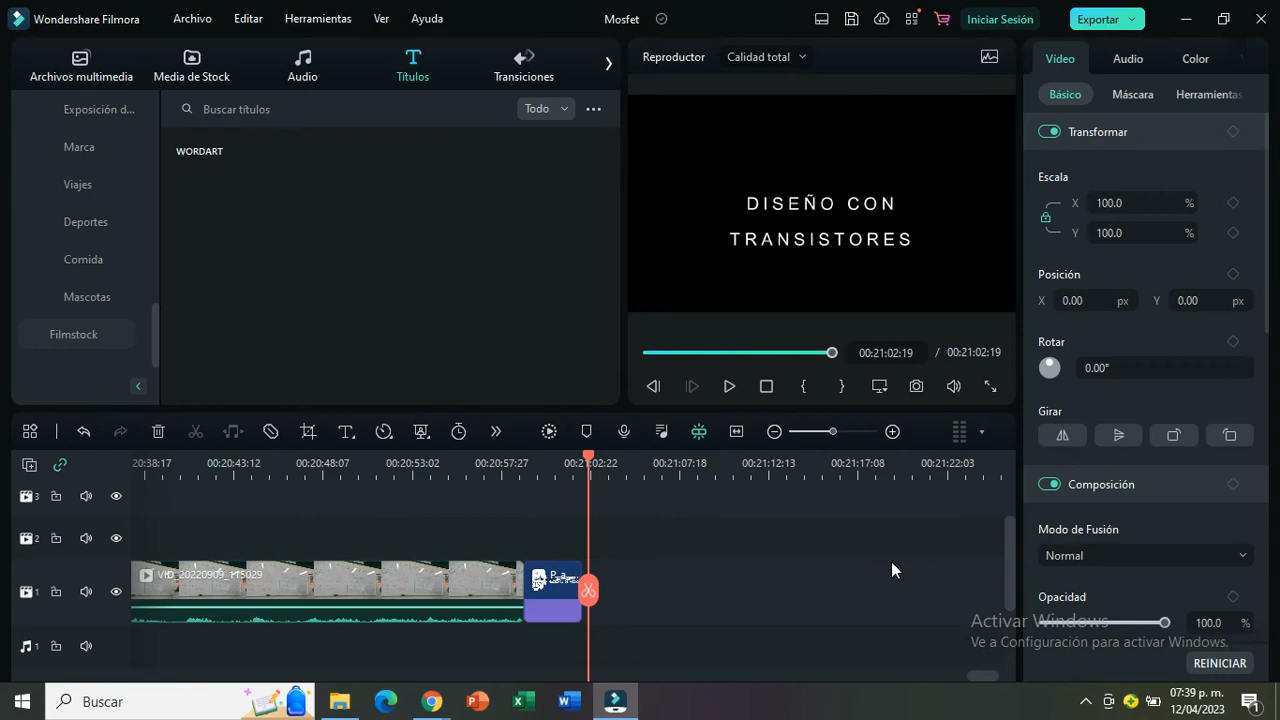 Wondershare Filmora
Archivo
Editar
Herramientas
Ver
Ayuda
Mosfet
Iniciar Sesión
Exportar
Archivos multimedia
Media de Stock
Audio
Títulos
Transiciones
Reproductor
Calidad total
Vídeo
Audio
Color
Básico
Máscara
Herramientas
Exposición d...
Marca
Viajes
Deportes
Comida
Mascotas
Filmstock
Buscar títulos
Todo
WORDART
DISEÑO CON
TRANSISTORES
00:21:02:19 / 00:21:02:19
Transformar
Escala
X 100.0 %
Y 100.0 %
Posición
X 0.00 px Y 0.00 px
Rotar
0.00°
Girar
Composición
Modo de Fusión
Normal
Opacidad
100.0 %
REINICIAR
20:38:17 00:20:43:12 00:20:48:07 00:20:53:02 00:20:57:27 00:21:02:22 00:21:07:18 00:21:12:13 00:21:17:08 00:21:22:03
3
2
VID_20220909_115029
1
1
Activar Windows
Ve a Configuración para activar Windows.
Buscar
07:39 p. m.
12/04/2023
1